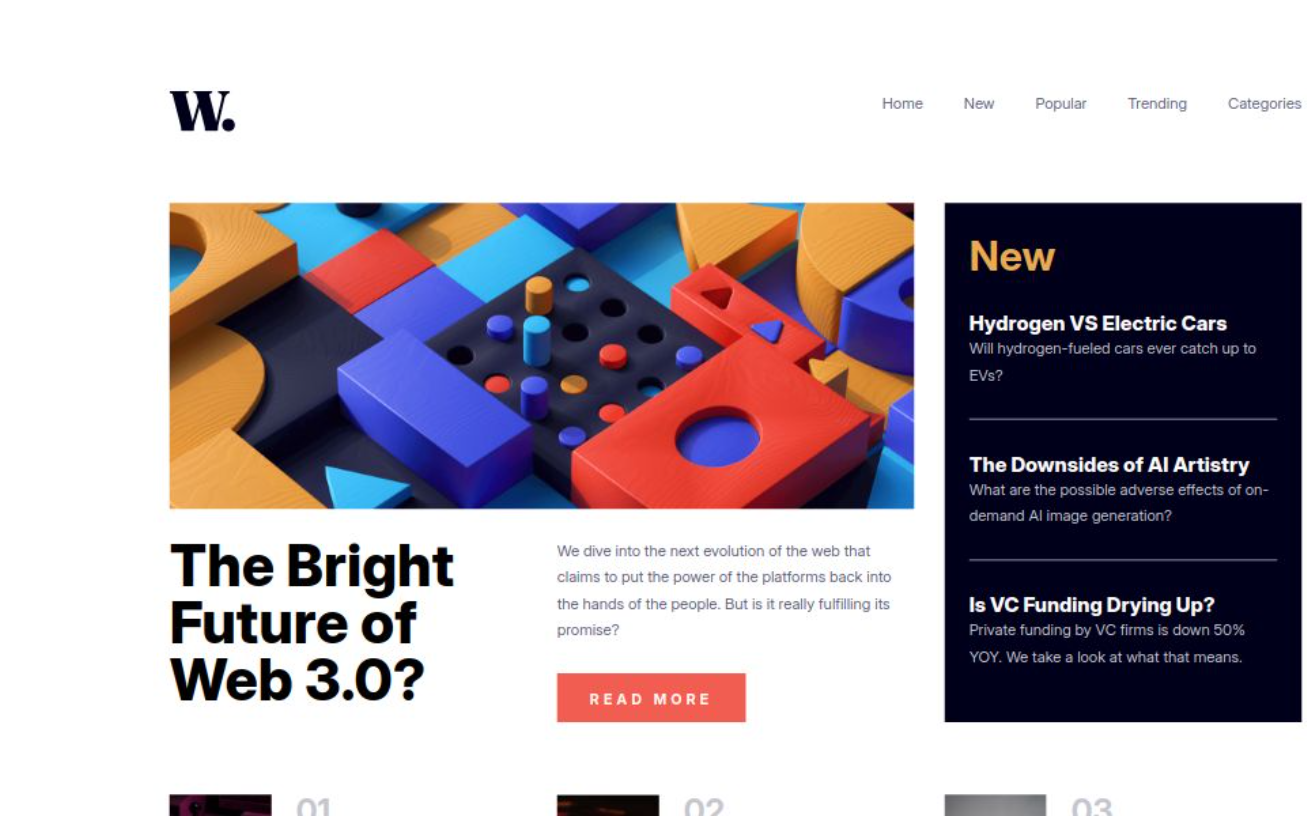 W.
Home New Popular Trending Categories
The Bright
Future of
Web 3.0?
We dive into the next evolution of the web that
claims to put the power of the platforms back into
the hands of the people. But is it really fulfilling its
promise?
READ MORE
New
Hydrogen VS Electric Cars
Will hydrogen-fueled cars ever catch up to
EVs?
The Downsides of AI Artistry
What are the possible adverse effects of on-
demand AI image generation?
Is VC Funding Drying Up?
Private funding by VC firms is down 50%
YOY. We take a look at what that means.
01 02 03